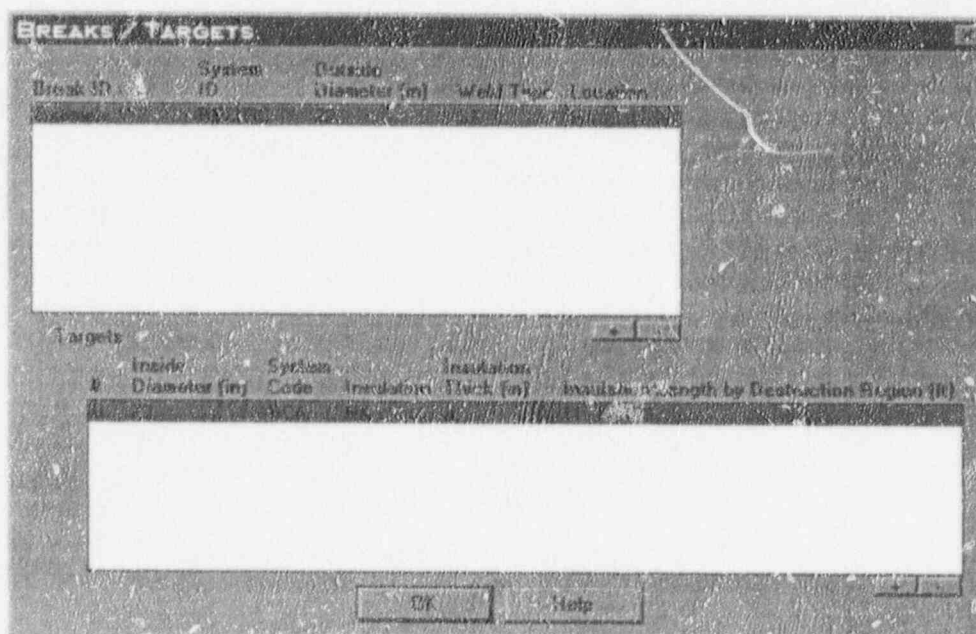 BREAKS / TARGETS
System Outside
Break ID ID Diameter (in) Weld Type Location
+ -
Targets
Inside System Insulation
# Diameter (in) Code Insulation Thick (in) Insulation Length by Destruction Region (ft)
+ -
OK Help